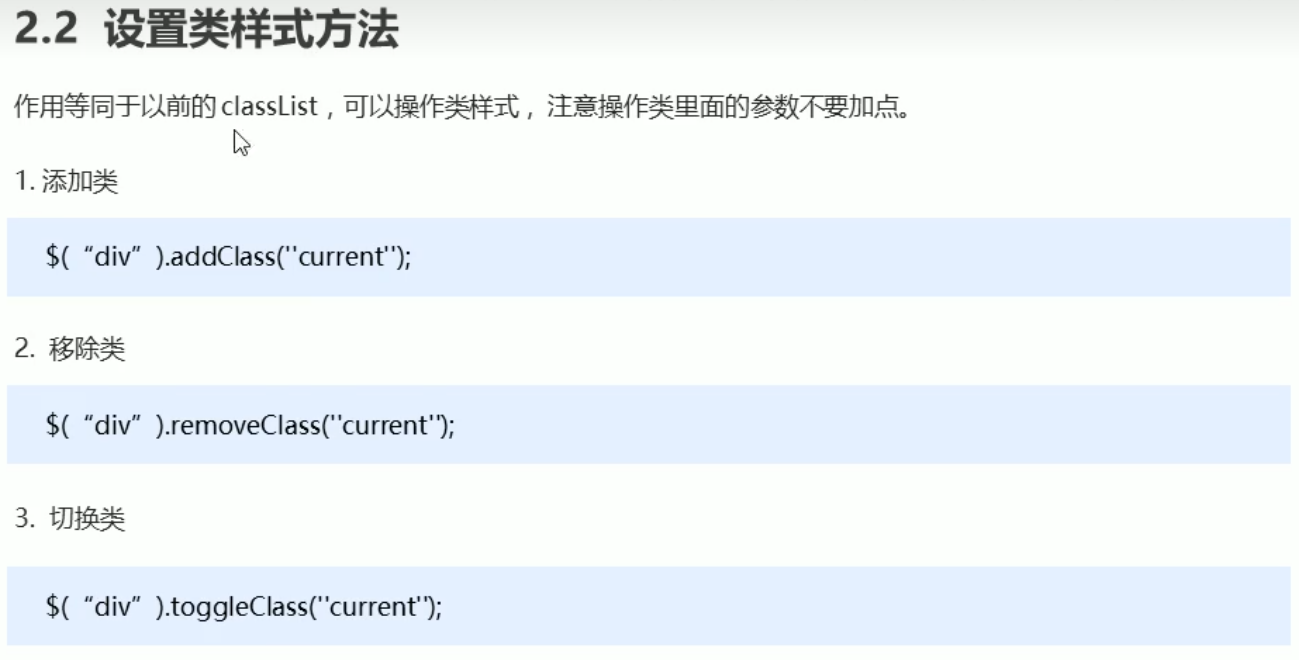 2.2 设置类样式方法
作用等同于以前的 classList，可以操作类样式， 注意操作类里面的参数不要加点。
1. 添加类
$(“div”).addClass(''current'');
2. 移除类
$(“div”).removeClass(''current'');
3. 切换类
$(“div”).toggleClass(''current'');